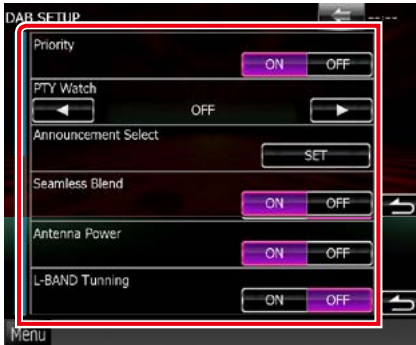 DAB SETUP --:--
Priority
ON OFF
PTY Watch
OFF
Announcement Select
SET
Seamless Blend
ON OFF
Antenna Power
ON OFF
L-BAND Tunning
ON OFF
Menu